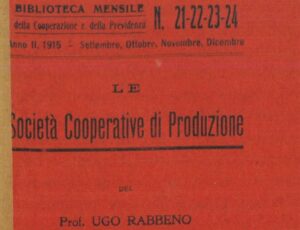 BIBLIOTECA MENSILE
della Cooperazione e della Previdenza
N. 21-22-23-24
Anno II, 1915 - Settembre, Ottobre, Novembre, Dicembre
LE
Società Cooperative di Produzione
DEL
Prof. UGO RABBENO